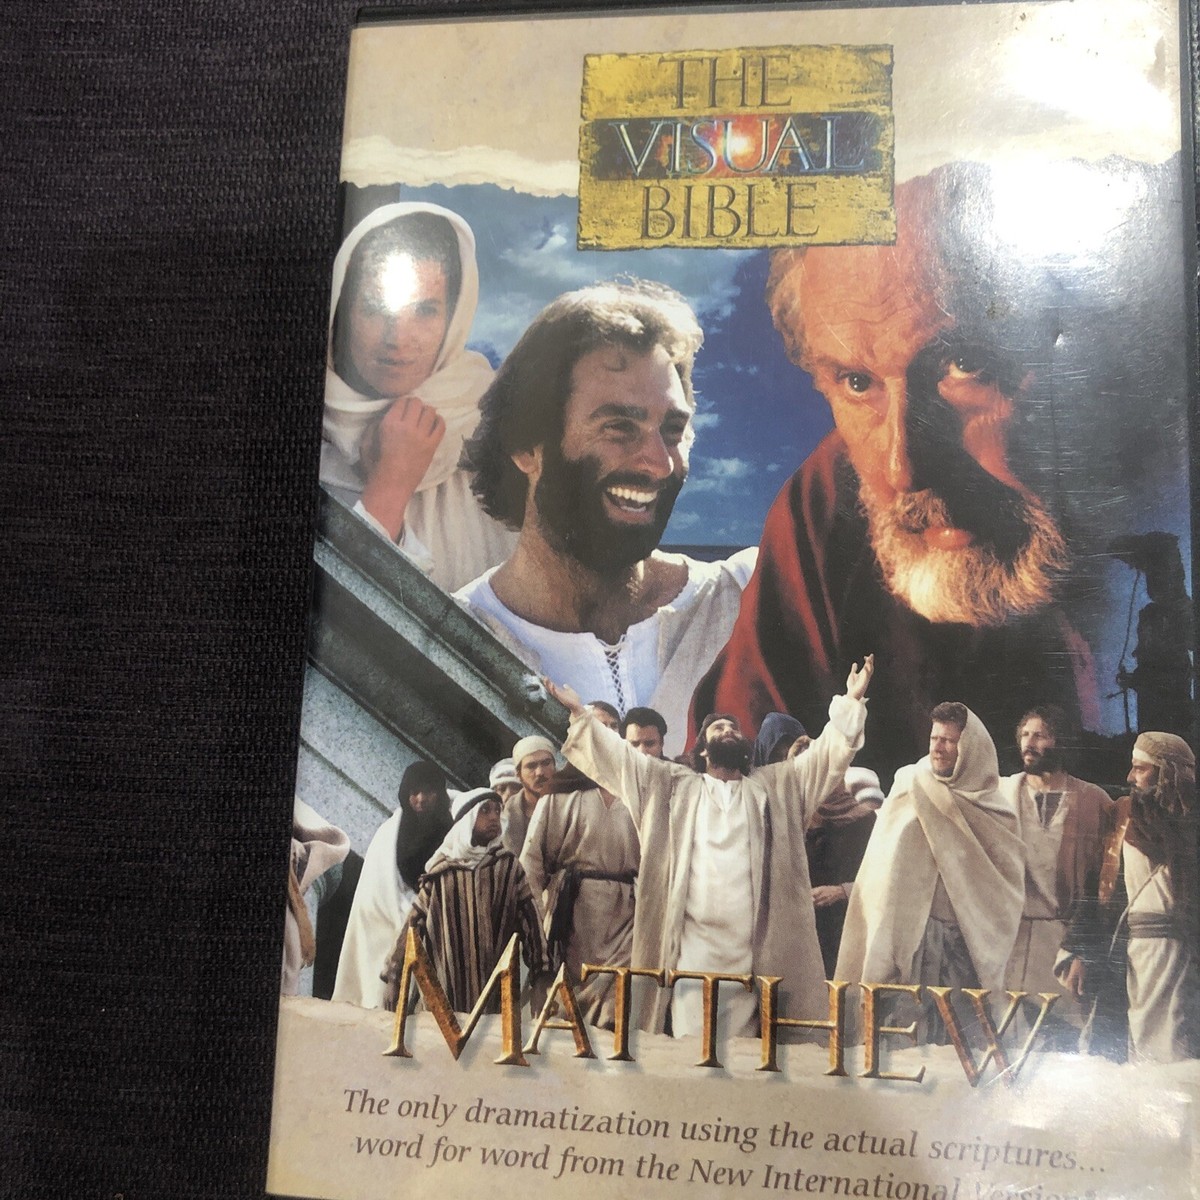 THE
VISUAL
BIBLE
MATTHEW
The only dramatization using the actual scriptures...
word for word from the New International